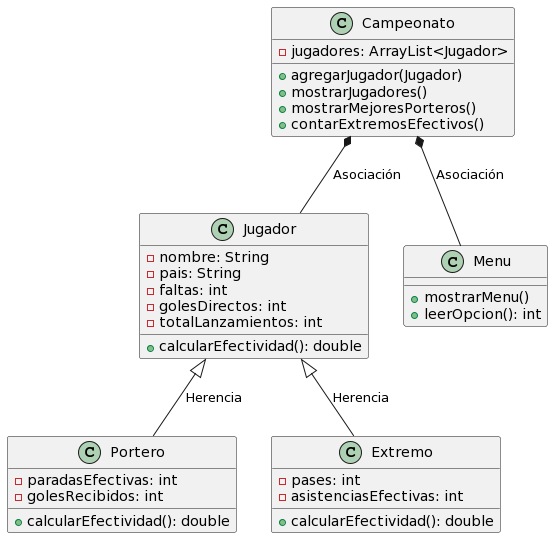 C Campeonato
jugadores: ArrayList<Jugador>
agregarJugador(Jugador)
mostrarJugadores()
mostrarMejoresPorteros()
contarExtremosEfectivos()
Asociación
Asociación
C Jugador
nombre: String
pais: String
faltas: int
golesDirectos: int
totalLanzamientos: int
calcularEfectividad(): double
C Menu
mostrarMenu()
leerOpcion(): int
Herencia
Herencia
C Portero
paradasEfectivas: int
golesRecibidos: int
calcularEfectividad(): double
C Extremo
pases: int
asistenciasEfectivas: int
calcularEfectividad(): double